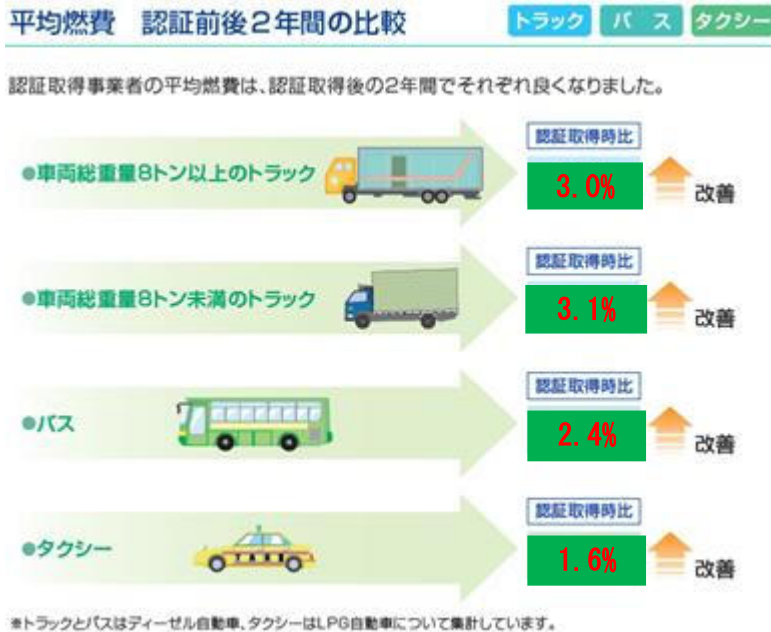 平均燃費 認証前後2年間の比較 トラック バス タクシー
認証取得事業者の平均燃費は、認証取得後の2年間でそれぞれ良くなりました。
認証取得時比
●車両総重量8トン以上のトラック 3.0% 改善
認証取得時比
●車両総重量8トン未満のトラック 3.1% 改善
認証取得時比
●バス 2.4% 改善
認証取得時比
●タクシー TAXI 1.6% 改善
※トラックとバスはディーゼル自動車、タクシーはLPG自動車について集計しています。